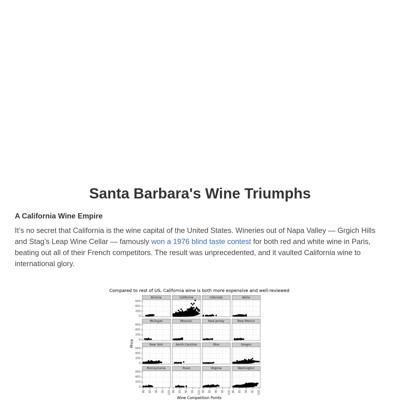 Santa Barbara's Wine Triumphs
A California Wine Empire
It's no secret that California is the wine capital of the United States. Wineries out of Napa Valley — Grgich Hills
and Stag's Leap Wine Cellar — famously won a 1976 blind taste contest for both red and white wine in Paris,
beating out all of their French competitors. The result was unprecedented, and it vaulted California wine to
international glory.
Compared to rest of US, California wine is both more expensive and well-reviewed
Arizona California Colorado Idaho
Michigan Missouri New Jersey New Mexico
New York North Carolina Ohio Oregon
Pennsylvania Texas Virginia Washington
Price
Wine Competition Points